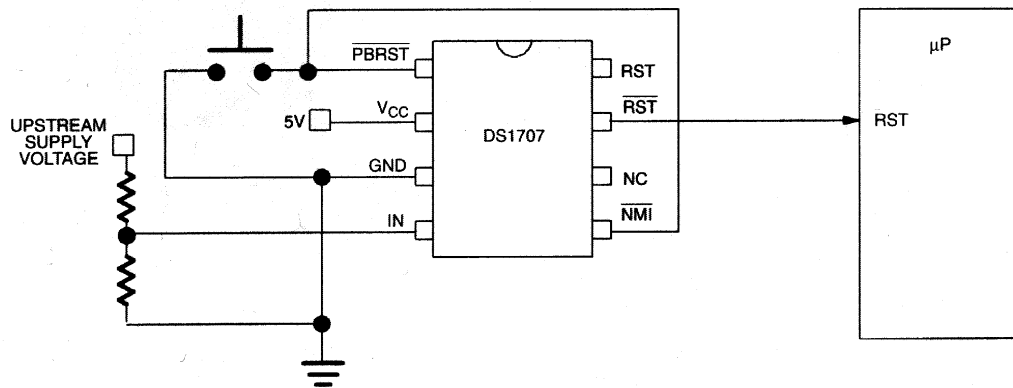 PBRST
RST
μP
5V
VCC
RST
RST
UPSTREAM
SUPPLY
VOLTAGE
DS1707
GND
NC
IN
NMI